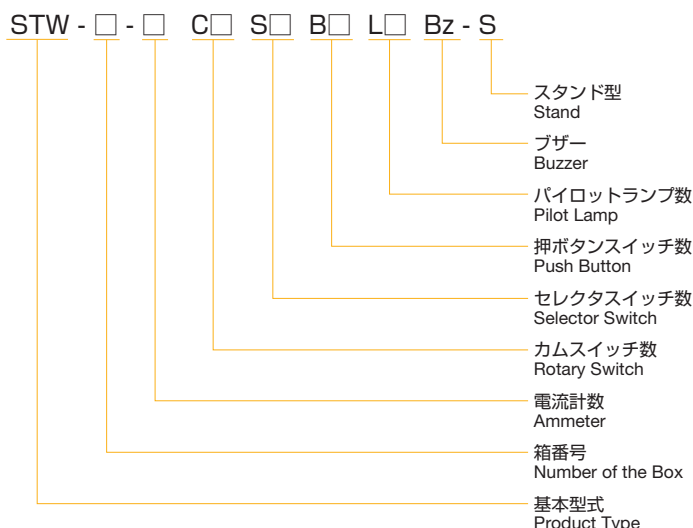 STW - □ - □ C□ S□ B□ L□ Bz - S
スタンド型
Stand
ブザー
Buzzer
パイロットランプ数
Pilot Lamp
押ボタンスイッチ数
Push Button
セレクタスイッチ数
Selector Switch
カムスイッチ数
Rotary Switch
電流計数
Ammeter
箱番号
Number of the Box
基本型式
Product Type